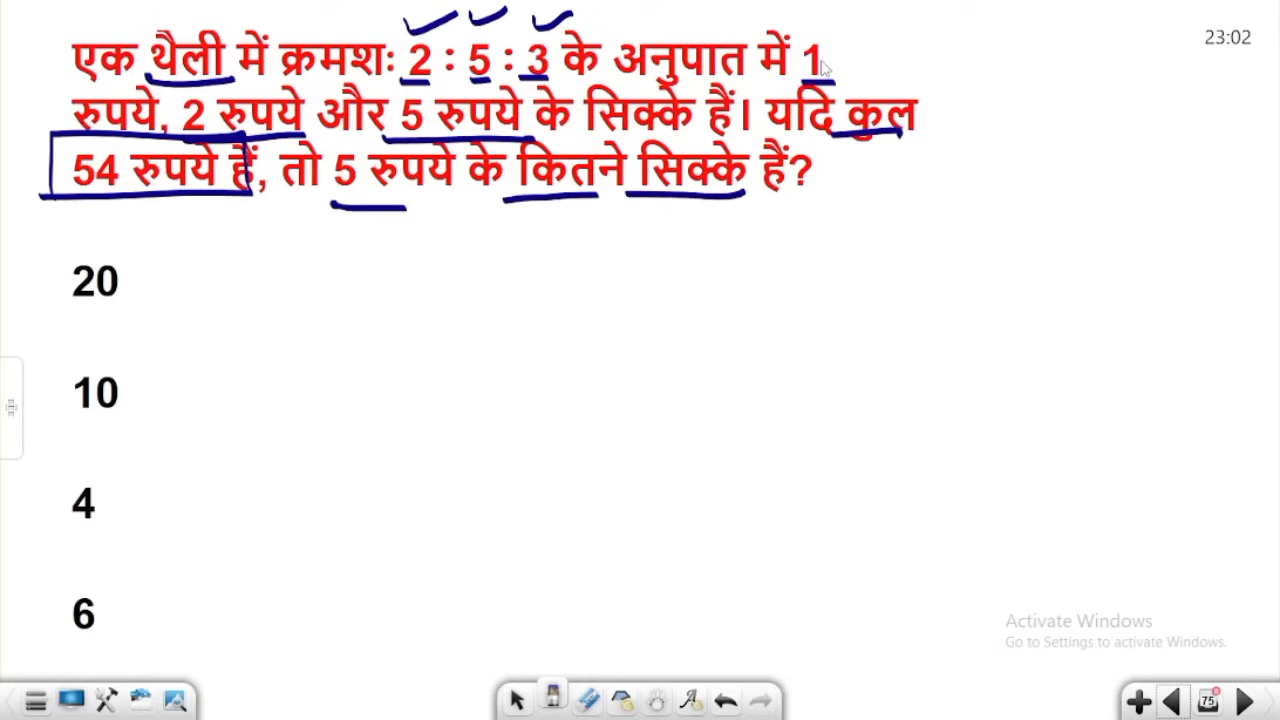 23:02
एक थैली में क्रमशः 2 : 5 : 3 के अनुपात में 1
रुपये, 2 रुपये और 5 रुपये के सिक्के हैं। यदि कुल
54 रुपये हैं, तो 5 रुपये के कितने सिक्के हैं?
20
10
4
6
Activate Windows
Go to Settings to activate Windows.
75